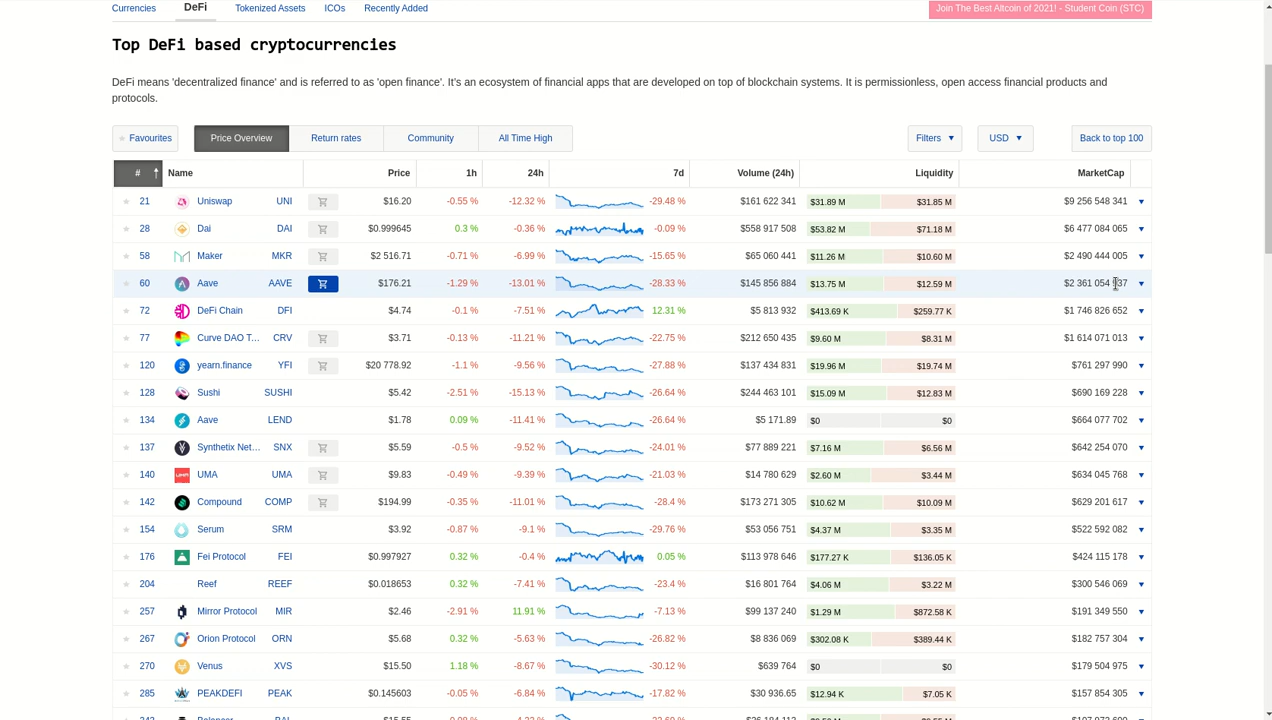 Currencies DeFi Tokenized Assets ICOs Recently Added Join The Best Altcoin of 2021! - Student Coin (STC)
Top DeFi based cryptocurrencies
DeFi means 'decentralized finance' and is referred to as 'open finance'. It's an ecosystem of financial apps that are developed on top of blockchain systems. It is permissionless, open access financial products and
protocols.
Favourites Price Overview Return rates Community All Time High Filters USD Back to top 100
# Name Price 1h 24h 7d Volume (24h) Liquidity MarketCap
21 Uniswap UNI $16.20 -0.55 % -12.32 % -29.48 % $161 622 341 $31.89 M $31.85 M $9 256 548 341
28 Dai DAI $0.999645 0.3 % -0.36 % -0.09 % $558 917 508 $53.82 M $71.18 M $6 477 084 065
58 Maker MKR $2 516.71 -0.71 % -6.99 % -15.65 % $65 060 441 $11.26 M $10.60 M $2 490 444 005
60 Aave AAVE $176.21 -1.29 % -13.01 % -28.33 % $145 856 884 $13.75 M $12.59 M $2 361 054
72 DeFi Chain DFI $4.74 -0.1 % -7.51 % 12.31 % $5 813 932 $413.69 K $259.77 K $1 746 826 652
77 Curve DAO T... CRV $3.71 -0.13 % -11.21 % -22.75 % $212 650 435 $9.60 M $8.31 M $1 614 071 013
120 yearn.finance YFI $20 778.92 -1.1 % -9.56 % -27.88 % $137 434 831 $19.96 M $19.74 M $761 297 990
128 Sushi SUSHI $5.42 -2.51 % -15.13 % -26.64 % $244 463 101 $15.09 M $12.83 M $690 169 228
134 Aave LEND $1.78 0.09 % -11.41 % -26.64 % $5 171.89 $0 $0 $664 077 702
137 Synthetix Net... SNX $5.59 -0.5 % -9.52 % -24.01 % $77 889 221 $7.16 M $6.56 M $642 254 070
140 UMA UMA $9.83 -0.49 % -9.39 % -21.03 % $14 780 629 $2.60 M $3.44 M $634 045 768
142 Compound COMP $194.99 -0.35 % -11.01 % -28.4 % $173 271 305 $10.62 M $10.09 M $629 201 617
154 Serum SRM $3.92 -0.87 % -9.1 % -29.76 % $53 056 751 $4.37 M $3.35 M $522 592 082
176 Fei Protocol FEI $0.997927 0.32 % -0.4 % 0.05 % $113 978 646 $177.27 K $136.05 K $424 115 178
204 Reef REEF $0.018653 0.32 % -7.41 % -23.4 % $16 801 764 $4.06 M $3.22 M $300 546 069
257 Mirror Protocol MIR $2.46 -2.91 % 11.91 % -7.13 % $99 137 240 $1.29 M $872.58 K $191 349 550
267 Orion Protocol ORN $5.68 0.32 % -5.63 % -26.82 % $8 836 069 $302.08 K $389.44 K $182 757 304
270 Venus XVS $15.50 1.18 % -8.67 % -30.12 % $639 764 $0 $0 $179 504 975
285 PEAKDEFI PEAK $0.145603 -0.05 % -6.84 % -17.82 % $30 936.65 $12.94 K $7.05 K $157 854 305